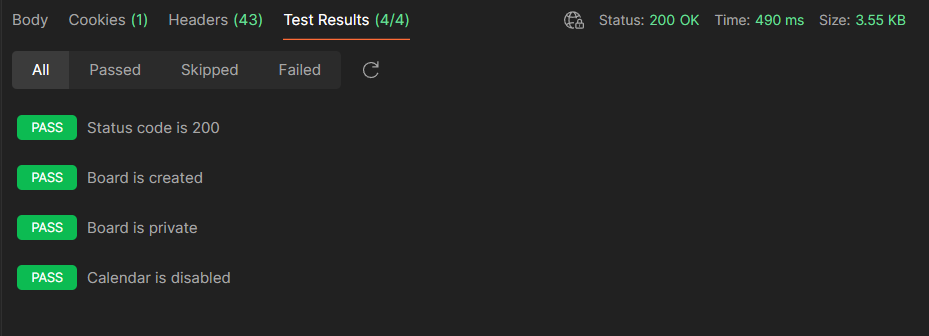 Body Cookies (1) Headers (43) Test Results (4/4) Status: 200 OK Time: 490 ms Size: 3.55 KB
All Passed Skipped Failed
PASS Status code is 200
PASS Board is created
PASS Board is private
PASS Calendar is disabled